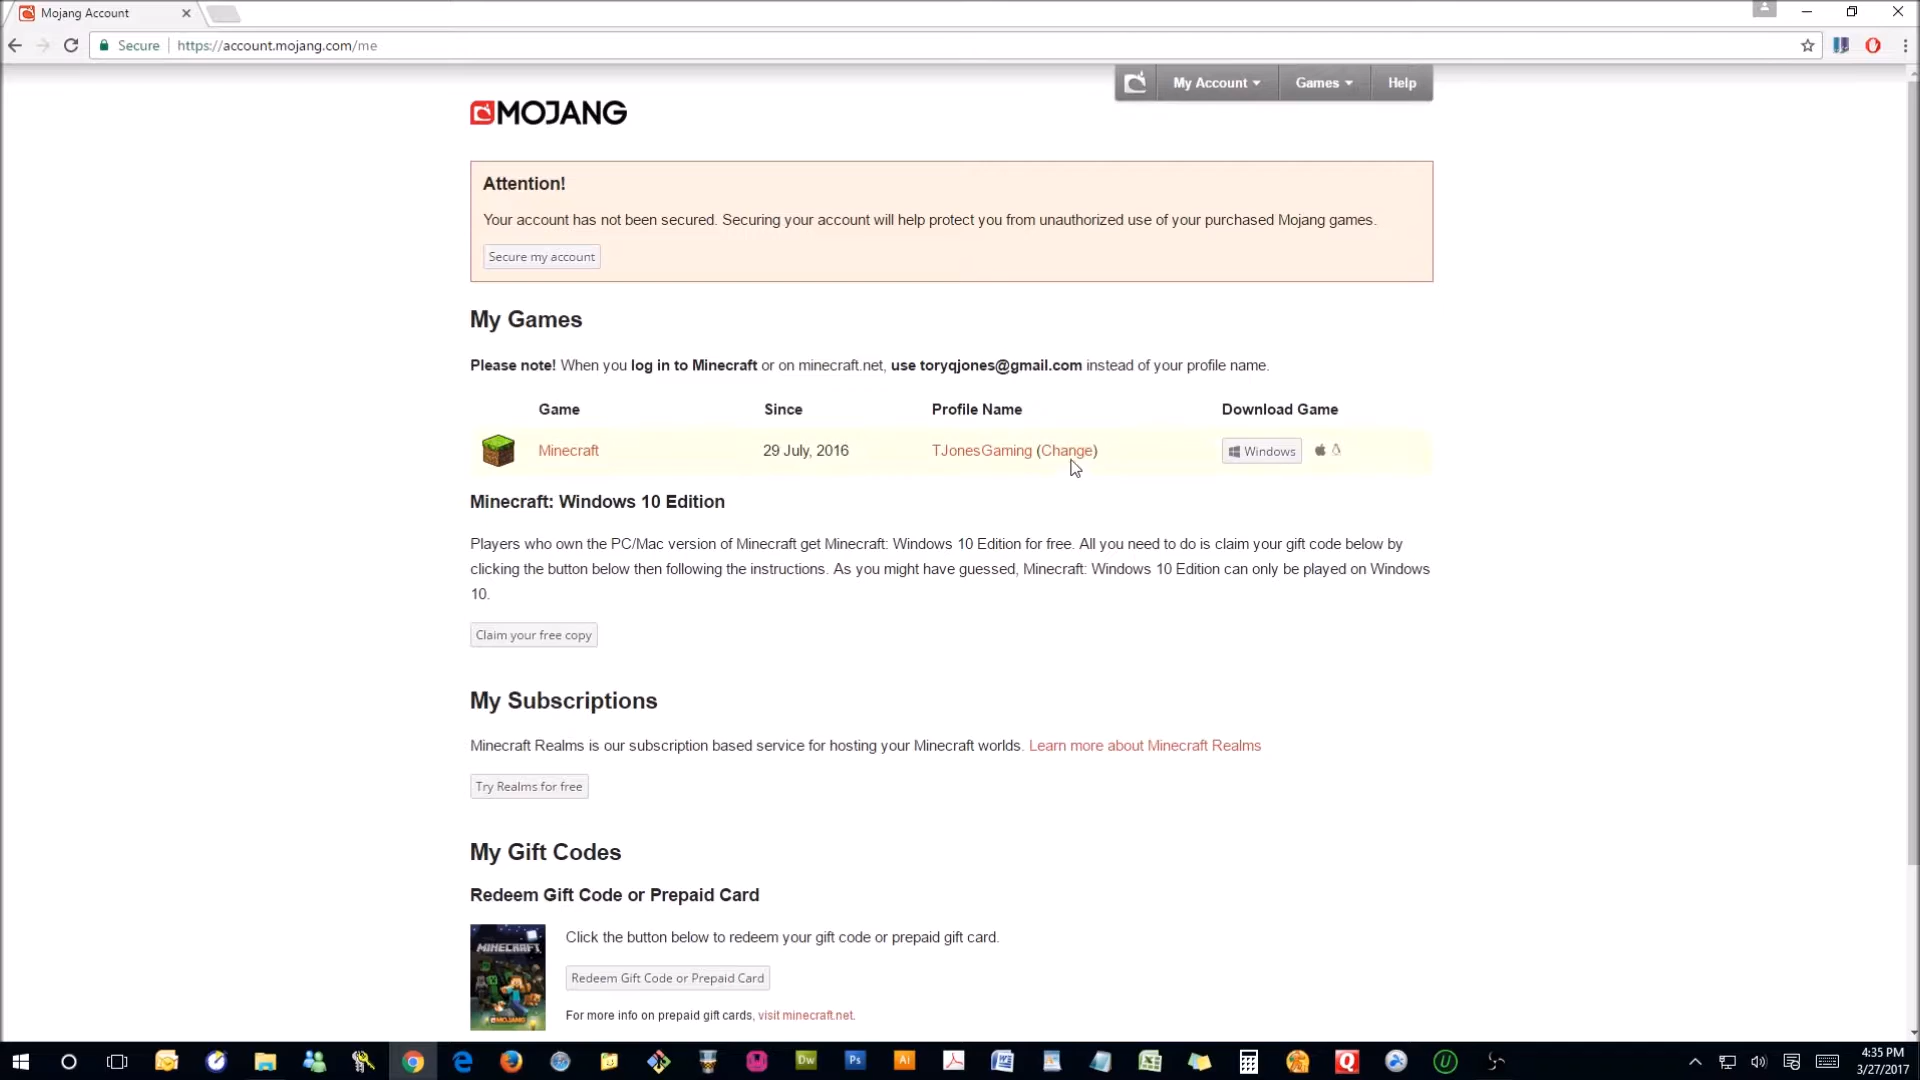 Mojang Account
Secure https://account.mojang.com/me
My Account Games Help
MOJANG
Attention!
Your account has not been secured. Securing your account will help protect you from unauthorized use of your purchased Mojang games.
Secure my account
My Games
Please note! When you log in to Minecraft or on minecraft.net, use toryqjones@gmail.com instead of your profile name.
Game Since Profile Name Download Game
Minecraft 29 July, 2016 TJonesGaming (Change) Windows
Minecraft: Windows 10 Edition
Players who own the PC/Mac version of Minecraft get Minecraft: Windows 10 Edition for free. All you need to do is claim your gift code below by
clicking the button below then following the instructions. As you might have guessed, Minecraft: Windows 10 Edition can only be played on Windows
10.
Claim your free copy
My Subscriptions
Minecraft Realms is our subscription based service for hosting your Minecraft worlds. Learn more about Minecraft Realms
Try Realms for free
My Gift Codes
Redeem Gift Code or Prepaid Card
MINECRAFT
MOJANG
Click the button below to redeem your gift code or prepaid gift card.
Redeem Gift Code or Prepaid Card
For more info on prepaid gift cards, visit minecraft.net.
Dw Ps Ai
4:35 PM
3/27/2017